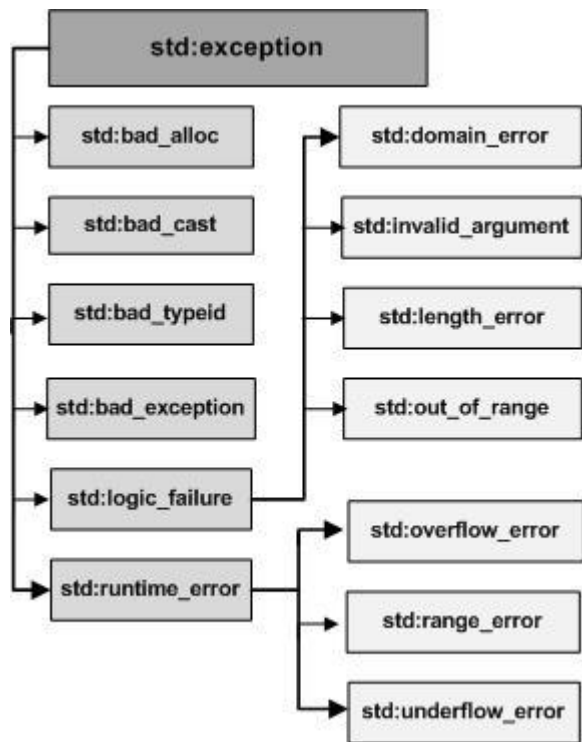 std:exception
std:bad_alloc
std:bad_cast
std:bad_typeid
std:bad_exception
std:logic_failure
std:runtime_error
std:domain_error
std:invalid_argument
std:length_error
std:out_of_range
std:overflow_error
std:range_error
std:underflow_error